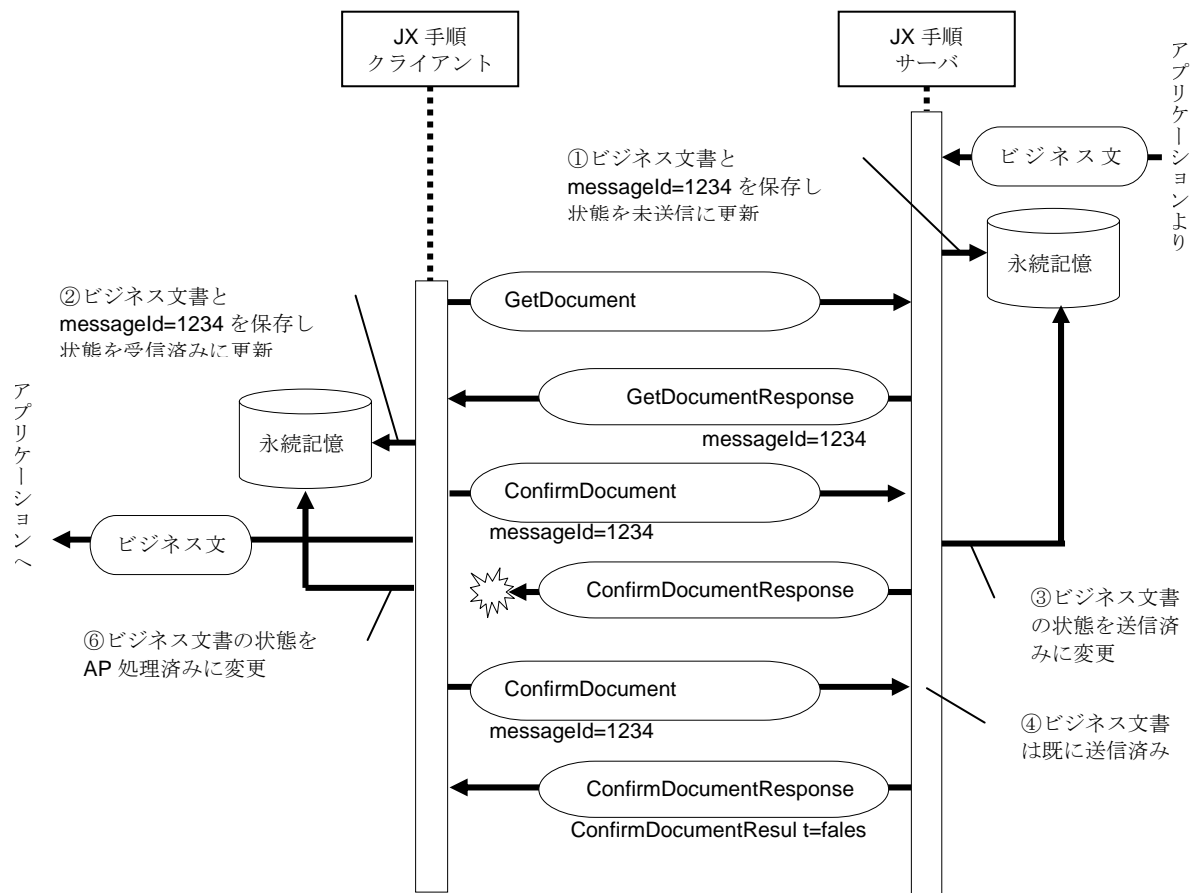 JX 手順
クライアント
JX 手順
サーバ
アプリケーションより
ビジネス文
①ビジネス文書と
messageId=1234 を保存し
状態を未送信に更新
永続記憶
②ビジネス文書と
messageId=1234 を保存し
状態を受信済みに更新
GetDocument
アプリケーションへ
永続記憶
GetDocumentResponse
messageId=1234
ConfirmDocument
messageId=1234
ビジネス文
ConfirmDocumentResponse
③ビジネス文書
の状態を送信済
みに変更
⑥ビジネス文書の状態を
AP 処理済みに変更
ConfirmDocument
messageId=1234
④ビジネス文書
は既に送信済み
ConfirmDocumentResponse
ConfirmDocumentResul t=fales